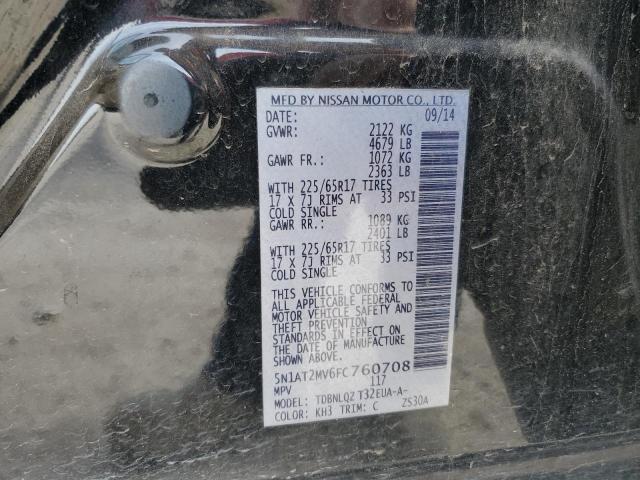 MFD BY NISSAN MOTOR CO., LTD.
DATE: 09/14
GVWR: 2122 KG
4679 LB
GAWR FR.: 1072 KG
2363 LB
WITH 225/65R17 TIRES
17 X 7J RIMS AT 33 PSI
COLD SINGLE
GAWR RR.: 1089 KG
2401 LB
WITH 225/65R17 TIRES
17 X 7J RIMS AT 33 PSI
COLD SINGLE
THIS VEHICLE CONFORMS TO
ALL APPLICABLE FEDERAL
MOTOR VEHICLE SAFETY AND
THEFT PREVENTION
STANDARDS IN EFFECT ON
THE DATE OF MANUFACTURE
SHOWN ABOVE.
5N1AT2MV6FC760708
MPV 117
MODEL: TDBNLQZ T32EUA-A-
COLOR: KH3 TRIM: C ZS30A